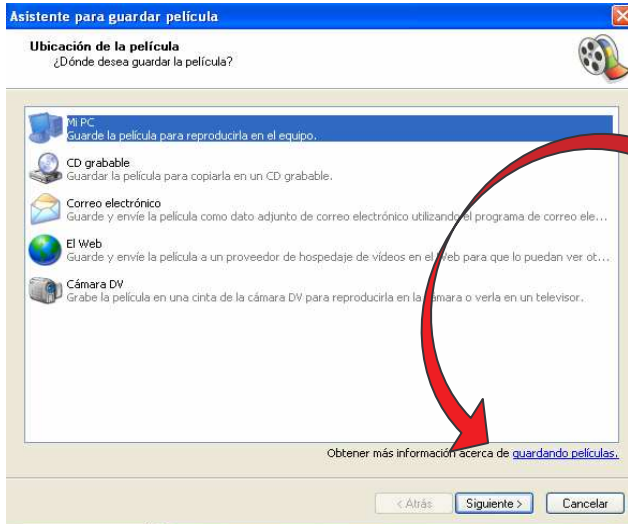 Asistente para guardar película
Ubicación de la película
¿Dónde desea guardar la película?
Mi PC
Guarde la película para reproducirla en el equipo.
CD grabable
Guardar la película para copiarla en un CD grabable.
Correo electrónico
Guarde y envíe la película como dato adjunto de correo electrónico utilizando el programa de correo ele...
El Web
Guarde y envíe la película a un proveedor de hospedaje de vídeos en el Web para que lo puedan ver ot...
Cámara DV
Grabe la película en una cinta de la cámara DV para reproducirla en la cámara o verla en un televisor.
Obtener más información acerca de guardando películas.
< Atrás
Siguiente >
Cancelar